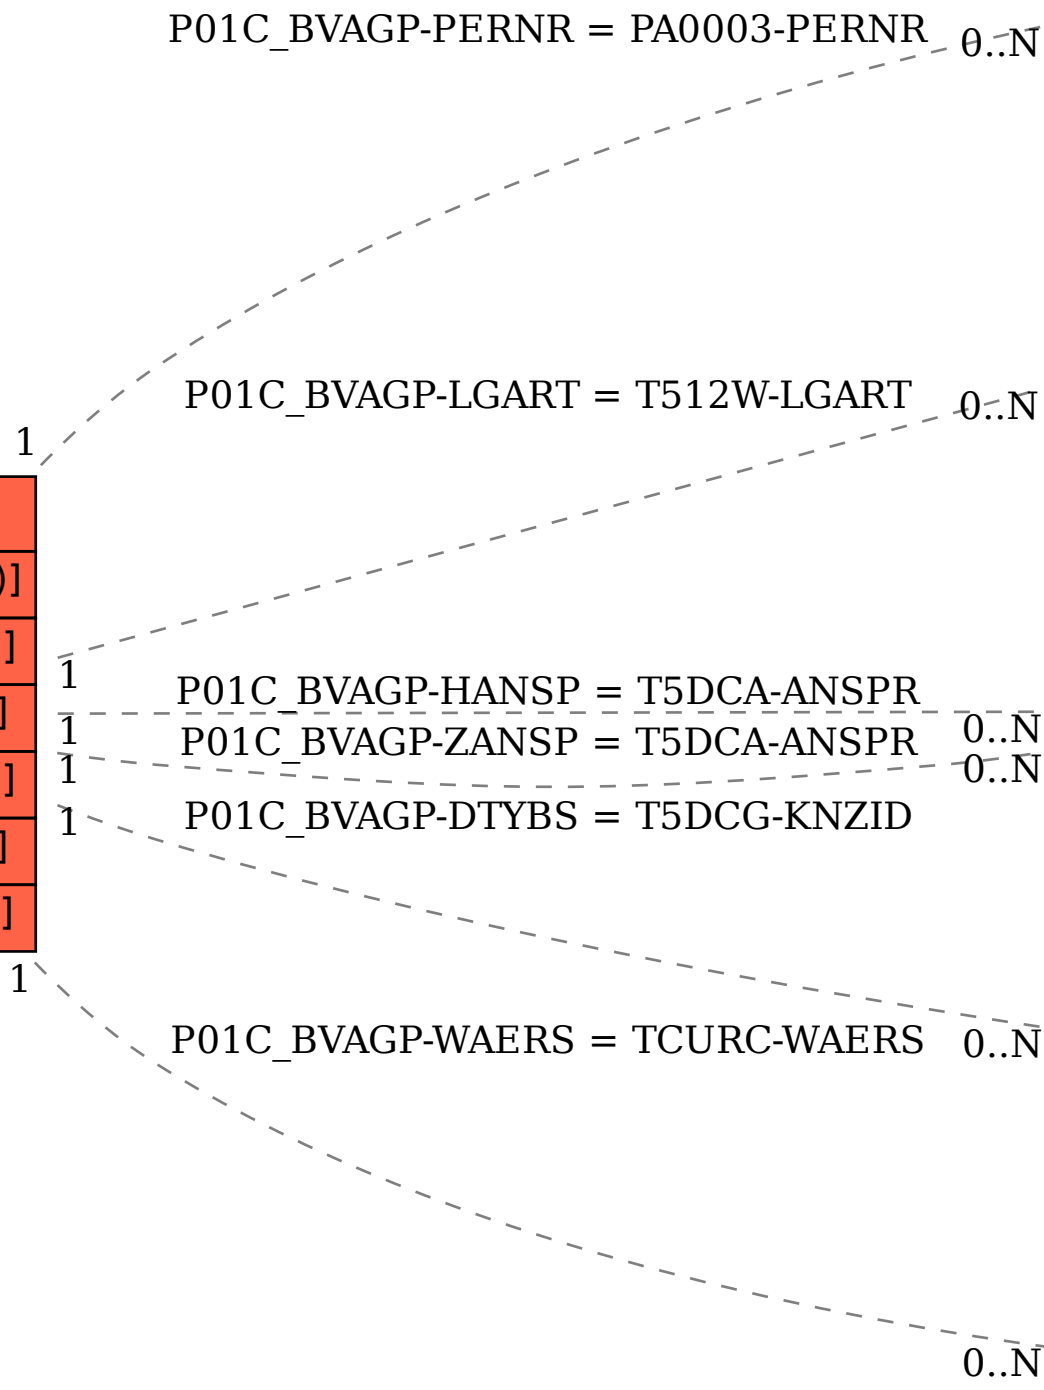 P01C_BVAGP-PERNR = PA0003-PERNR
0..N
P01C_BVAGP-LGART = T512W-LGART
0..N
1
)]
]
1
P01C_BVAGP-HANSP = T5DCA-ANSPR
]
1
0..N
P01C_BVAGP-ZANSP = T5DCA-ANSPR
1
0..N
]
1
P01C_BVAGP-DTYBS = T5DCG-KNZID
]
]
1
P01C_BVAGP-WAERS = TCURC-WAERS
0..N
0..N